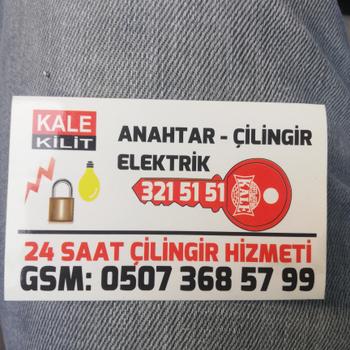 KALE
KİLİT
ANAHTAR - ÇİLİNGİR
ELEKTRİK
321 51 51
KALE
24 SAAT ÇİLİNGİR HİZMETİ
GSM: 0507 368 57 99